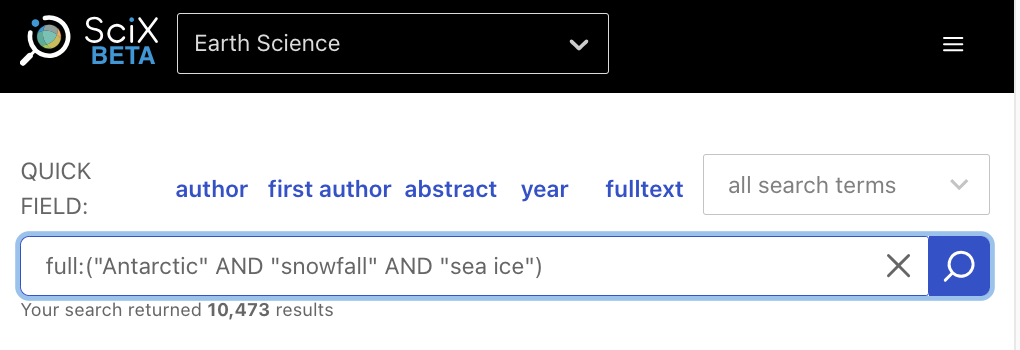 SciX
BETA
Earth Science
QUICK
FIELD:
author first author abstract year fulltext
all search terms
full:("Antarctic" AND "snowfall" AND "sea ice")
Your search returned 10,473 results